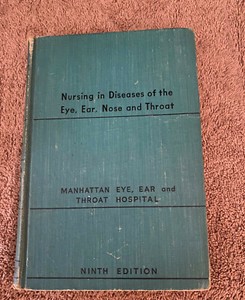 Nursing in Diseases of the
Eye, Ear, Nose and Throat
MANHATTAN EYE, EAR and
THROAT HOSPITAL
NINTH EDITION